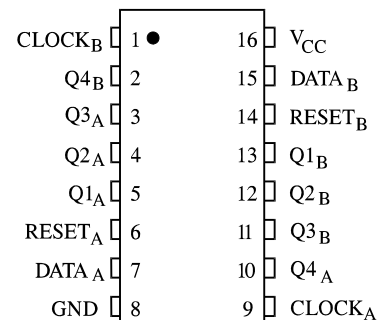 CLOCKB 1 16 VCC
Q4B 2 15 DATAB
Q3A 3 14 RESETB
Q2A 4 13 Q1B
Q1A 5 12 Q2B
RESETA 6 11 Q3B
DATAA 7 10 Q4A
GND 8 9 CLOCKA